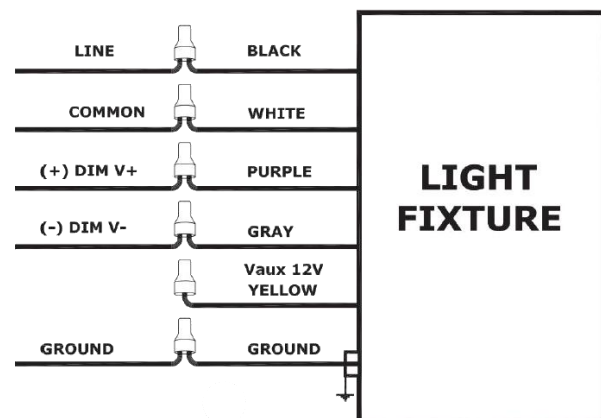 LINE BLACK
COMMON WHITE
(+) DIM V+ PURPLE
(-) DIM V- GRAY
Vaux 12V
YELLOW
GROUND GROUND
LIGHT
FIXTURE